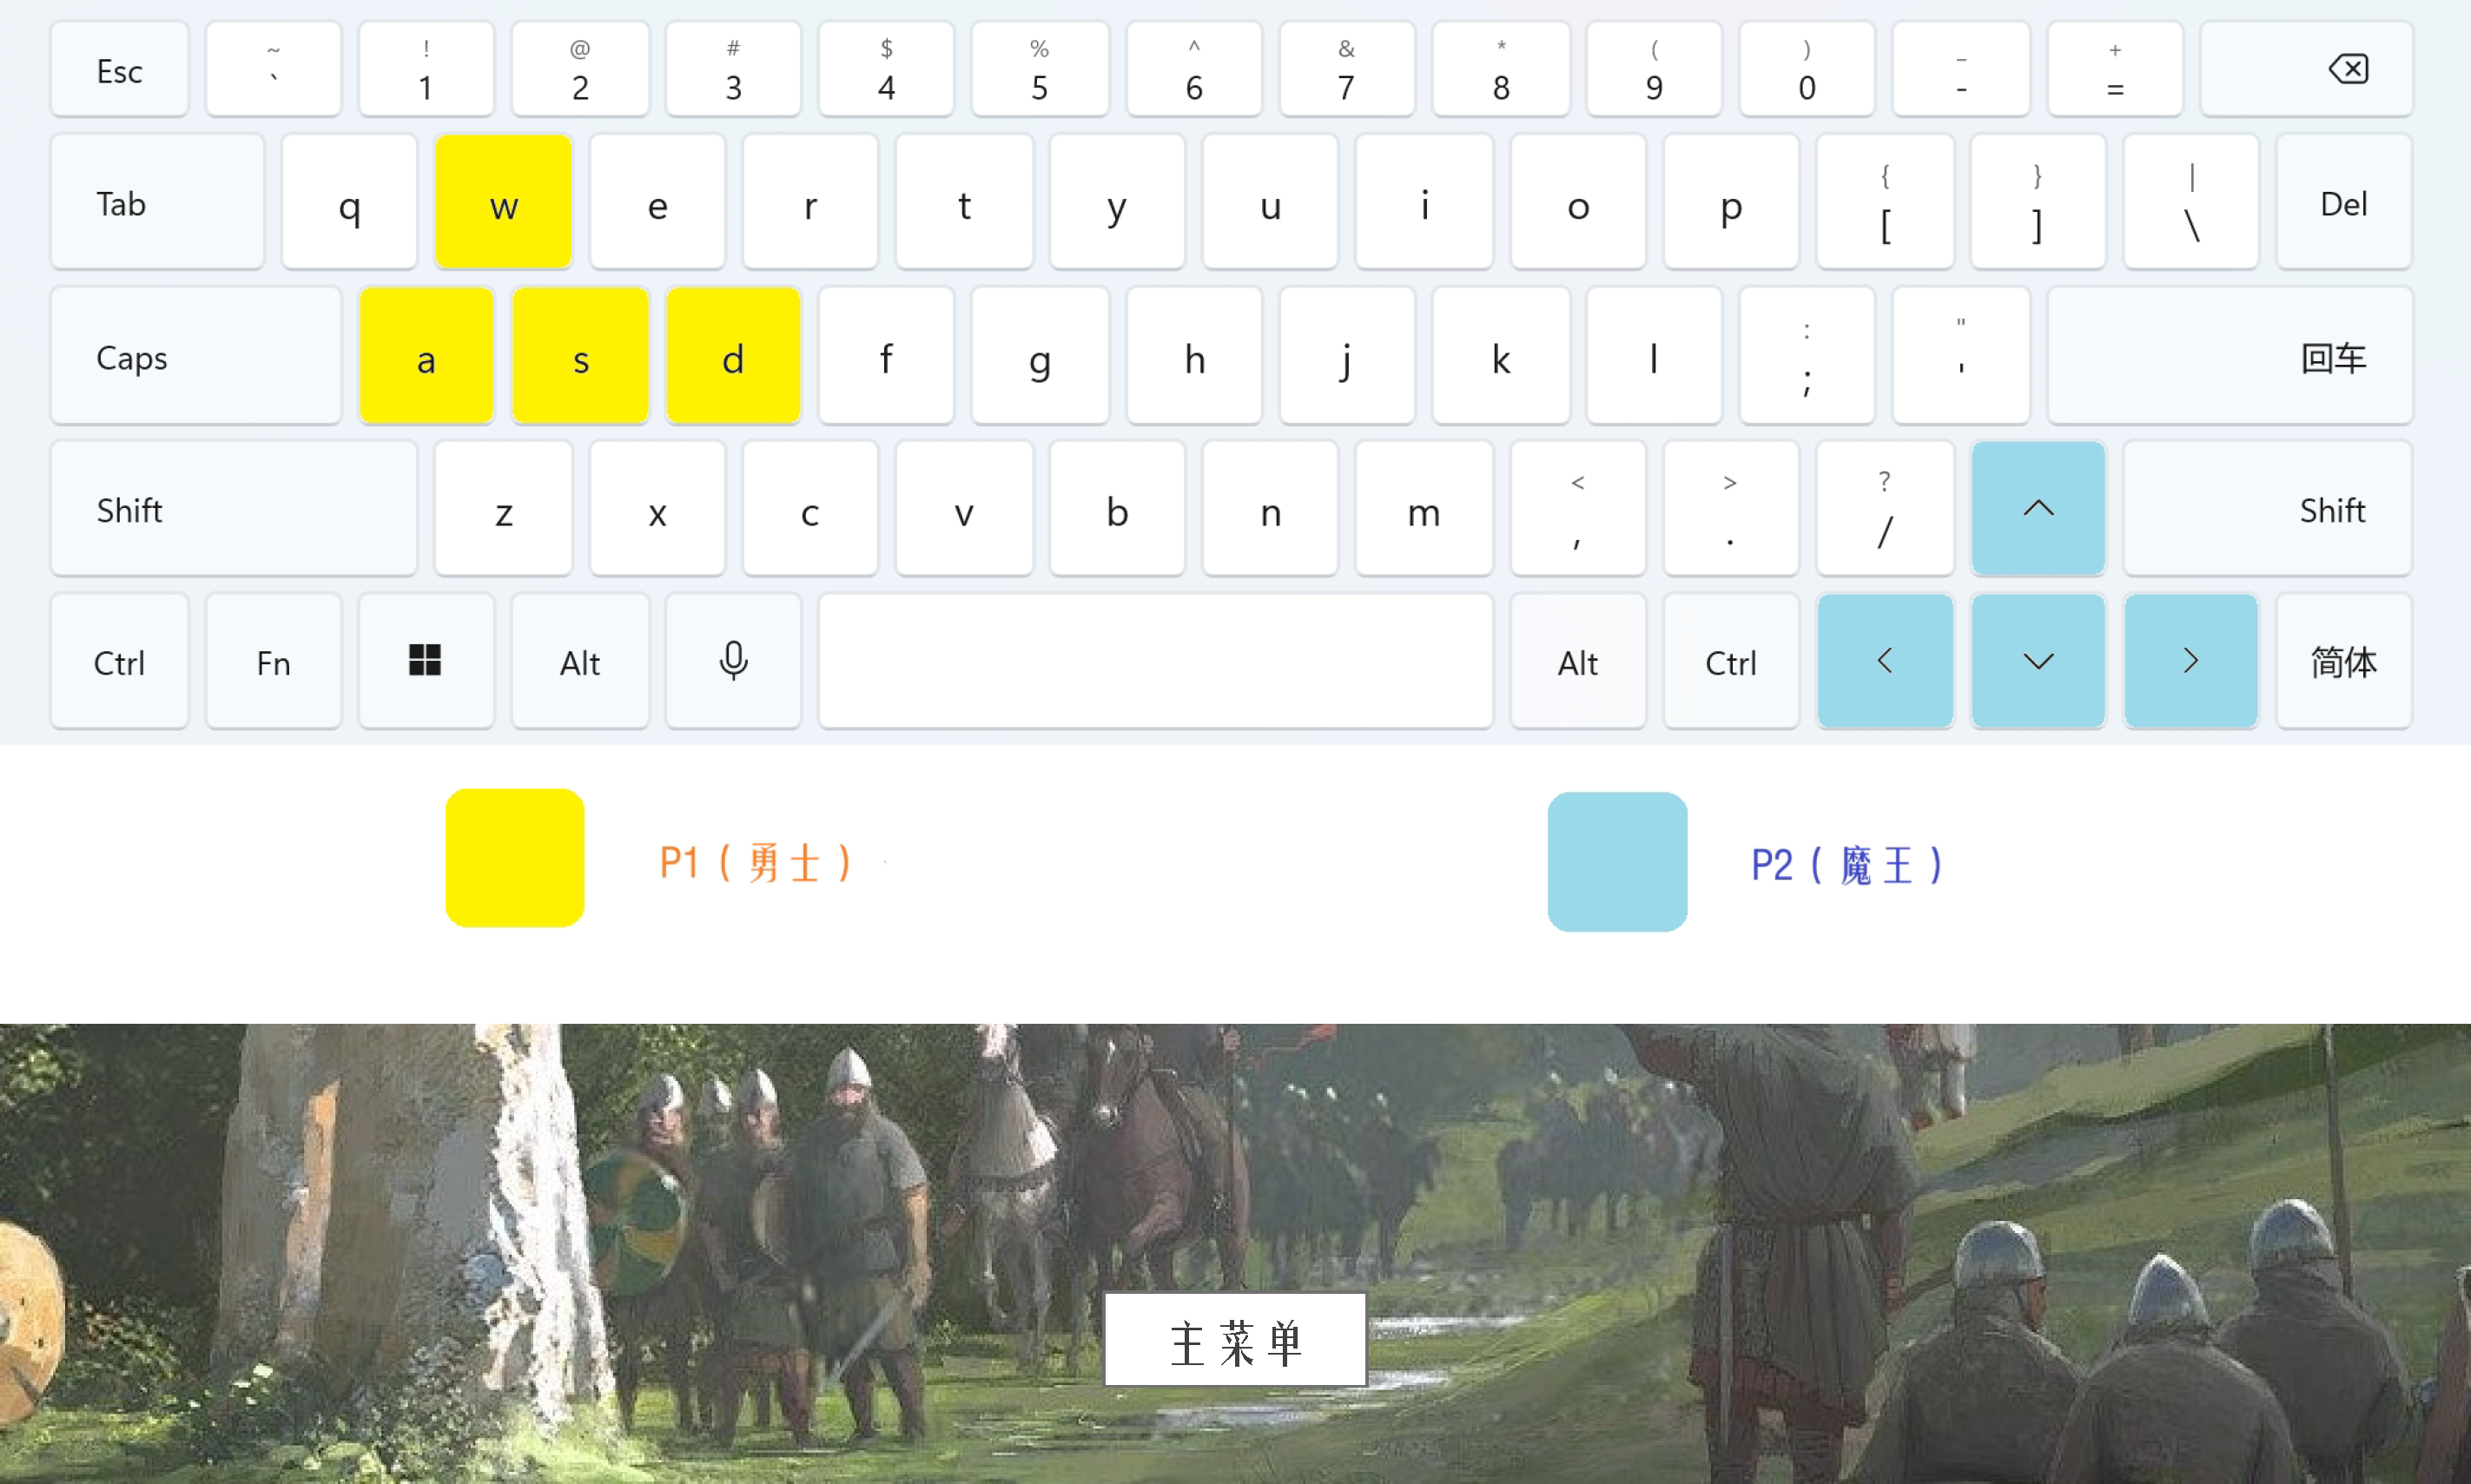 Esc ~ ` ! 1 @ 2 # 3 $ 4 % 5 ^ 6 & 7 * 8 ( 9 ) 0 _ - + =
Tab q w e r t y u i o p { [ } ] | \ Del
Caps a s d f g h j k l : ; " ' 回车
Shift z x c v b n m < , > . ? / Shift
Ctrl Fn Alt Alt Ctrl 简体
P1（勇士） P2（魔王）
主菜单